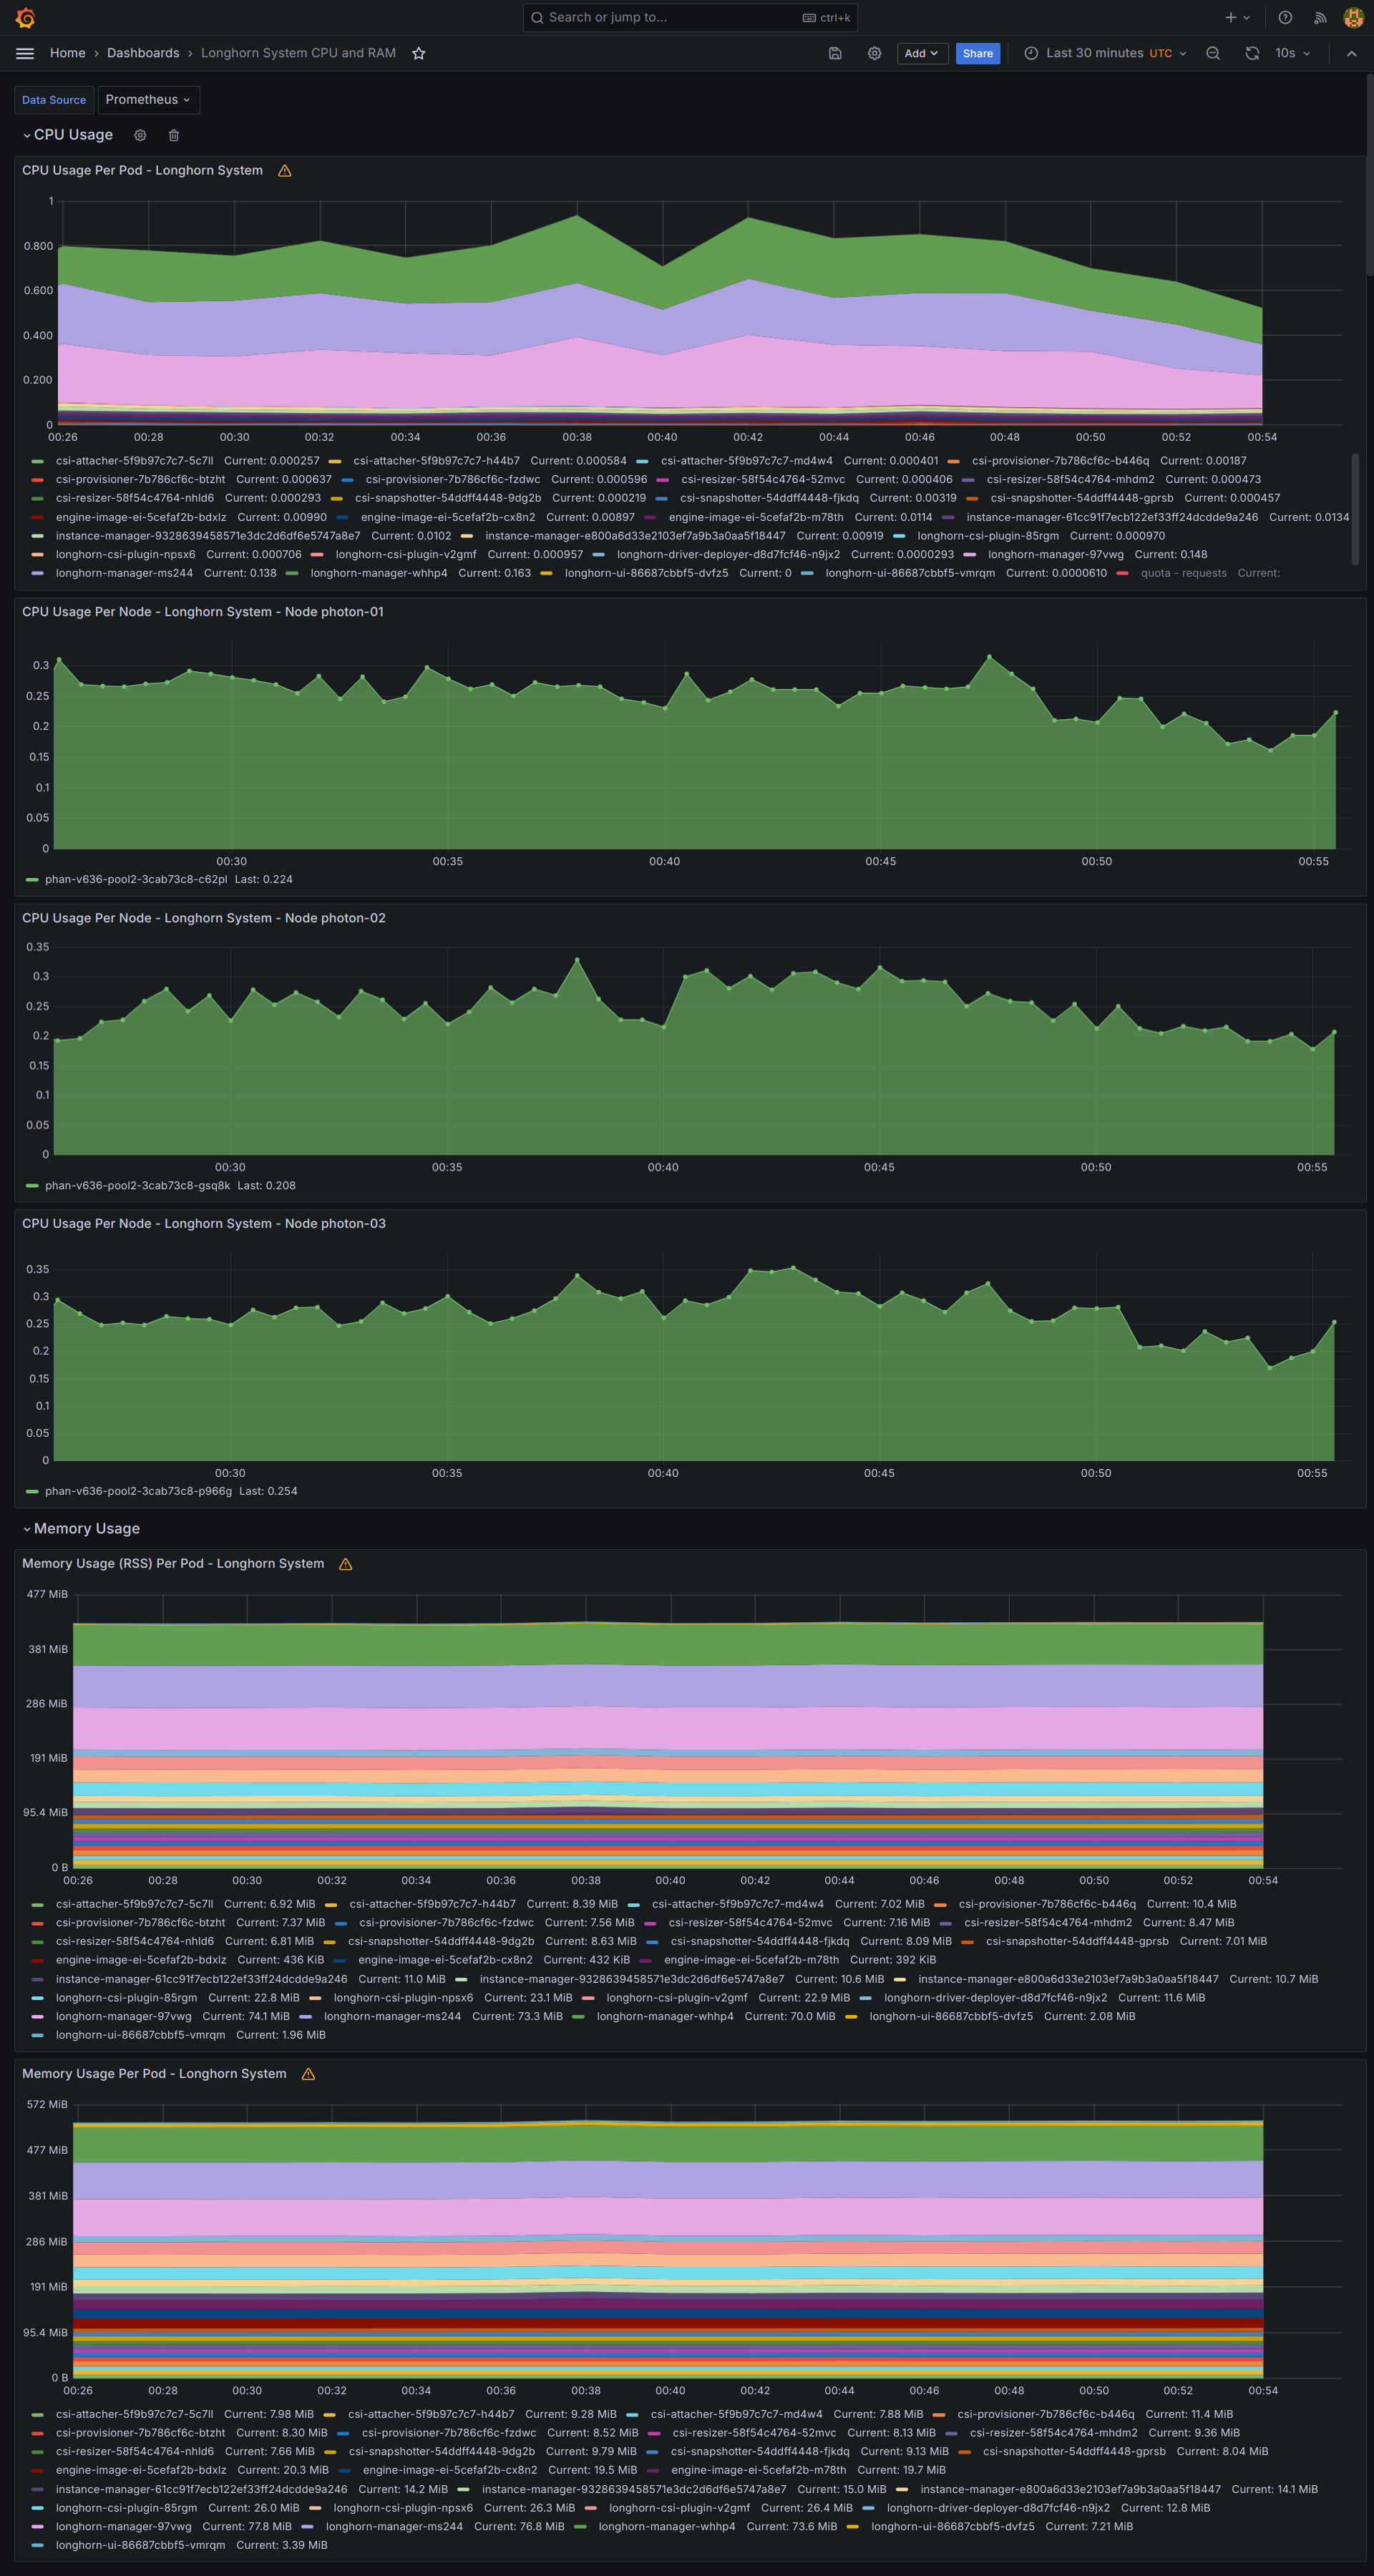 Search or jump to... ctrl+k
Home Dashboards Longhorn System CPU and RAM Add Share Last 30 minutes UTC 10s
Data Source Prometheus
CPU Usage
CPU Usage Per Pod - Longhorn System
1
0.800
0.600
0.400
0.200
0
00:26 00:28 00:30 00:32 00:34 00:36 00:38 00:40 00:42 00:44 00:46 00:48 00:50 00:52 00:54
csi-attacher-5f9b97c7c7-5c7ll Current: 0.000257 csi-attacher-5f9b97c7c7-h44b7 Current: 0.000584 csi-attacher-5f9b97c7c7-md4w4 Current: 0.000401 csi-provisioner-7b786cf6c-b446q Current: 0.00187
csi-provisioner-7b786cf6c-btzht Current: 0.000637 csi-provisioner-7b786cf6c-fzdwc Current: 0.000596 csi-resizer-58f54c4764-52mvc Current: 0.000406 csi-resizer-58f54c4764-mhdm2 Current: 0.000473
csi-resizer-58f54c4764-nhld6 Current: 0.000293 csi-snapshotter-54ddff4448-9dg2b Current: 0.000219 csi-snapshotter-54ddff4448-fjkdq Current: 0.00319 csi-snapshotter-54ddff4448-gprsb Current: 0.000457
engine-image-ei-5cefaf2b-bdxlz Current: 0.00990 engine-image-ei-5cefaf2b-cx8n2 Current: 0.00897 engine-image-ei-5cefaf2b-m78th Current: 0.0114 instance-manager-61cc91f7ecb122ef33ff24dcdde9a246 Current: 0.0134
instance-manager-9328639458571e3dc2d6df6e5747a8e7 Current: 0.0102 instance-manager-e800a6d33e2103ef7a9b3a0aa5f18447 Current: 0.00919 longhorn-csi-plugin-85rgm Current: 0.000970
longhorn-csi-plugin-npsx6 Current: 0.000706 longhorn-csi-plugin-v2gmf Current: 0.000957 longhorn-driver-deployer-d8d7fcf46-n9jx2 Current: 0.0000293 longhorn-manager-97vwg Current: 0.148
longhorn-manager-ms244 Current: 0.138 longhorn-manager-whhp4 Current: 0.163 longhorn-ui-86687cbbf5-dvfz5 Current: 0 longhorn-ui-86687cbbf5-vmrqm Current: 0.0000610 quota - requests Current:
CPU Usage Per Node - Longhorn System - Node photon-01
0.3
0.25
0.2
0.15
0.1
0.05
0
00:30 00:35 00:40 00:45 00:50 00:55
phan-v636-pool2-3cab73c8-c62pl Last: 0.224
CPU Usage Per Node - Longhorn System - Node photon-02
0.35
0.3
0.25
0.2
0.15
0.1
0.05
0
00:30 00:35 00:40 00:45 00:50 00:55
phan-v636-pool2-3cab73c8-gsq8k Last: 0.208
CPU Usage Per Node - Longhorn System - Node photon-03
0.35
0.3
0.25
0.2
0.15
0.1
0.05
0
00:30 00:35 00:40 00:45 00:50 00:55
phan-v636-pool2-3cab73c8-p966g Last: 0.254
Memory Usage
Memory Usage (RSS) Per Pod - Longhorn System
477 MiB
381 MiB
286 MiB
191 MiB
95.4 MiB
0 B
00:26 00:28 00:30 00:32 00:34 00:36 00:38 00:40 00:42 00:44 00:46 00:48 00:50 00:52 00:54
csi-attacher-5f9b97c7c7-5c7ll Current: 6.92 MiB csi-attacher-5f9b97c7c7-h44b7 Current: 8.39 MiB csi-attacher-5f9b97c7c7-md4w4 Current: 7.02 MiB csi-provisioner-7b786cf6c-b446q Current: 10.4 MiB
csi-provisioner-7b786cf6c-btzht Current: 7.37 MiB csi-provisioner-7b786cf6c-fzdwc Current: 7.56 MiB csi-resizer-58f54c4764-52mvc Current: 7.16 MiB csi-resizer-58f54c4764-mhdm2 Current: 8.47 MiB
csi-resizer-58f54c4764-nhld6 Current: 6.81 MiB csi-snapshotter-54ddff4448-9dg2b Current: 8.63 MiB csi-snapshotter-54ddff4448-fjkdq Current: 8.09 MiB csi-snapshotter-54ddff4448-gprsb Current: 7.01 MiB
engine-image-ei-5cefaf2b-bdxlz Current: 436 KiB engine-image-ei-5cefaf2b-cx8n2 Current: 432 KiB engine-image-ei-5cefaf2b-m78th Current: 392 KiB
instance-manager-61cc91f7ecb122ef33ff24dcdde9a246 Current: 11.0 MiB instance-manager-9328639458571e3dc2d6df6e5747a8e7 Current: 10.6 MiB instance-manager-e800a6d33e2103ef7a9b3a0aa5f18447 Current: 10.7 MiB
longhorn-csi-plugin-85rgm Current: 22.8 MiB longhorn-csi-plugin-npsx6 Current: 23.1 MiB longhorn-csi-plugin-v2gmf Current: 22.9 MiB longhorn-driver-deployer-d8d7fcf46-n9jx2 Current: 11.6 MiB
longhorn-manager-97vwg Current: 74.1 MiB longhorn-manager-ms244 Current: 73.3 MiB longhorn-manager-whhp4 Current: 70.0 MiB longhorn-ui-86687cbbf5-dvfz5 Current: 2.08 MiB
longhorn-ui-86687cbbf5-vmrqm Current: 1.96 MiB
Memory Usage Per Pod - Longhorn System
572 MiB
477 MiB
381 MiB
286 MiB
191 MiB
95.4 MiB
0 B
00:26 00:28 00:30 00:32 00:34 00:36 00:38 00:40 00:42 00:44 00:46 00:48 00:50 00:52 00:54
csi-attacher-5f9b97c7c7-5c7ll Current: 7.98 MiB csi-attacher-5f9b97c7c7-h44b7 Current: 9.28 MiB csi-attacher-5f9b97c7c7-md4w4 Current: 7.88 MiB csi-provisioner-7b786cf6c-b446q Current: 11.4 MiB
csi-provisioner-7b786cf6c-btzht Current: 8.30 MiB csi-provisioner-7b786cf6c-fzdwc Current: 8.52 MiB csi-resizer-58f54c4764-52mvc Current: 8.13 MiB csi-resizer-58f54c4764-mhdm2 Current: 9.36 MiB
csi-resizer-58f54c4764-nhld6 Current: 7.66 MiB csi-snapshotter-54ddff4448-9dg2b Current: 9.79 MiB csi-snapshotter-54ddff4448-fjkdq Current: 9.13 MiB csi-snapshotter-54ddff4448-gprsb Current: 8.04 MiB
engine-image-ei-5cefaf2b-bdxlz Current: 20.3 MiB engine-image-ei-5cefaf2b-cx8n2 Current: 19.5 MiB engine-image-ei-5cefaf2b-m78th Current: 19.7 MiB
instance-manager-61cc91f7ecb122ef33ff24dcdde9a246 Current: 14.2 MiB instance-manager-9328639458571e3dc2d6df6e5747a8e7 Current: 15.0 MiB instance-manager-e800a6d33e2103ef7a9b3a0aa5f18447 Current: 14.1 MiB
longhorn-csi-plugin-85rgm Current: 26.0 MiB longhorn-csi-plugin-npsx6 Current: 26.3 MiB longhorn-csi-plugin-v2gmf Current: 26.4 MiB longhorn-driver-deployer-d8d7fcf46-n9jx2 Current: 12.8 MiB
longhorn-manager-97vwg Current: 77.8 MiB longhorn-manager-ms244 Current: 76.8 MiB longhorn-manager-whhp4 Current: 73.6 MiB longhorn-ui-86687cbbf5-dvfz5 Current: 7.21 MiB
longhorn-ui-86687cbbf5-vmrqm Current: 3.39 MiB